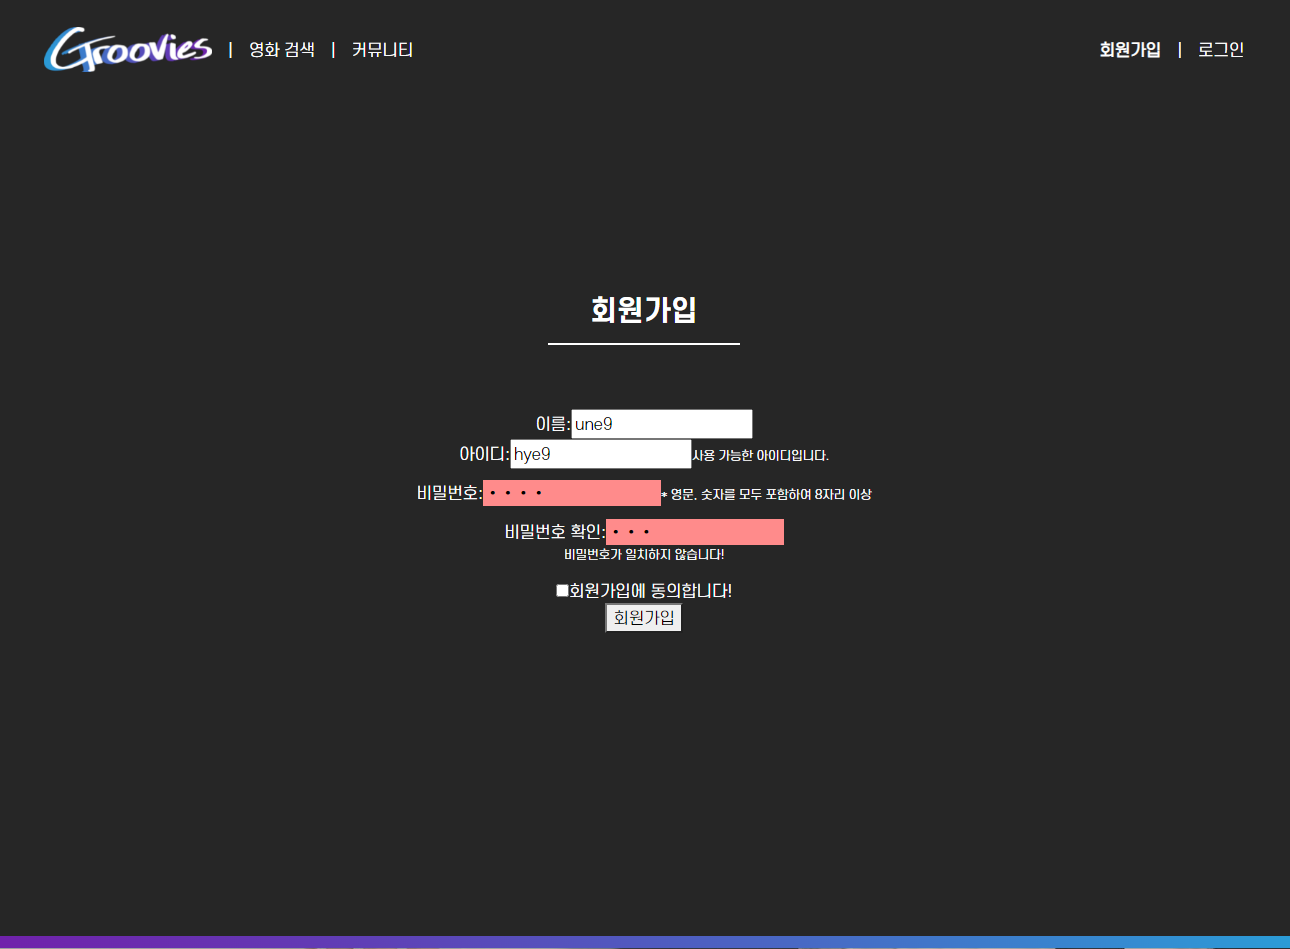 Groovies | 영화 검색 | 커뮤니티 회원가입 | 로그인
회원가입
이름: une9
아이디: hye9 사용 가능한 아이디입니다.
비밀번호: •••• * 영문, 숫자를 모두 포함하여 8자리 이상
비밀번호 확인: •••
비밀번호가 일치하지 않습니다!
회원가입에 동의합니다!
회원가입